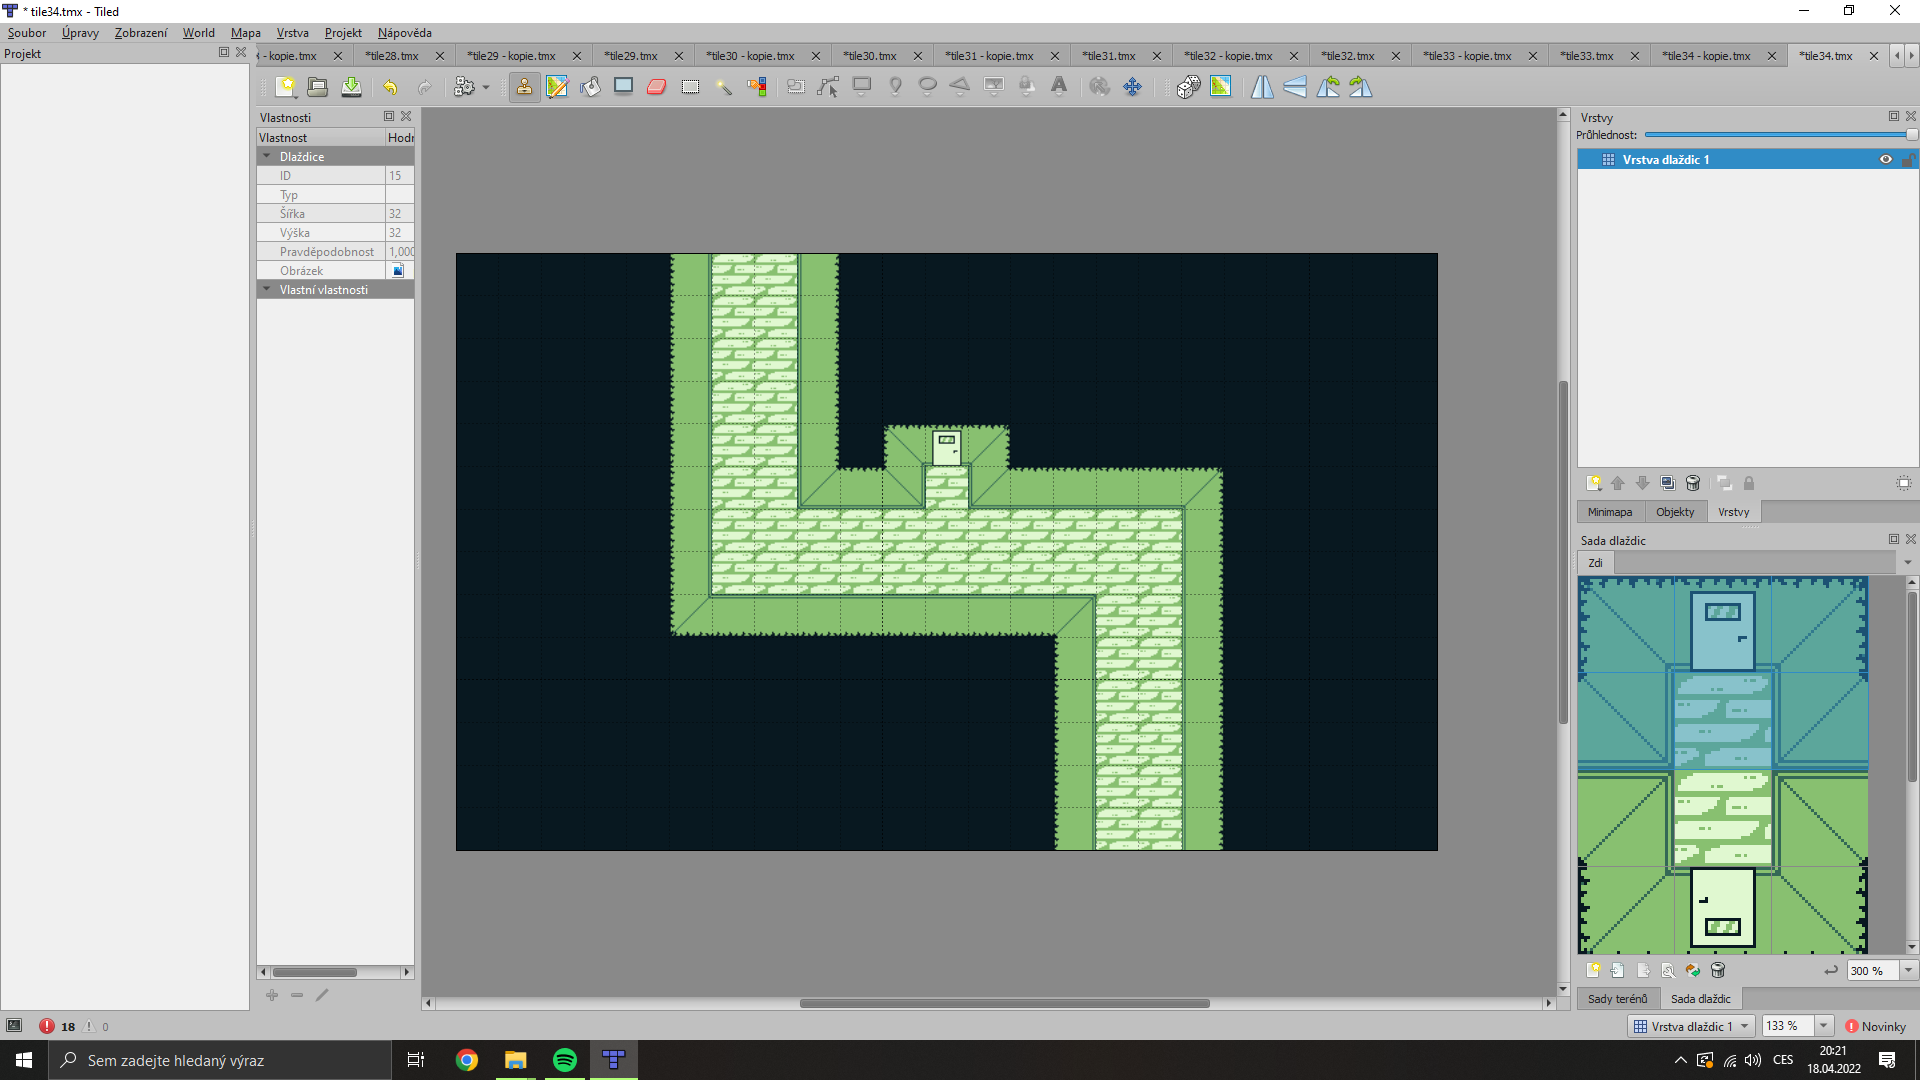 * tile34.tmx - Tiled
Soubor Úpravy Zobrazení World Mapa Vrstva Projekt Nápověda
Projekt
- kopie.tmx *tile28.tmx *tile29 - kopie.tmx *tile29.tmx *tile30 - kopie.tmx *tile30.tmx *tile31 - kopie.tmx *tile31.tmx *tile32 - kopie.tmx *tile32.tmx *tile33 - kopie.tmx *tile33.tmx *tile34 - kopie.tmx *tile34.tmx
Vlastnosti
Vlastnost Hodr
Dlaždice
ID 15
Typ
Šířka 32
Výška 32
Pravděpodobnost 1,000
Obrázek
Vlastní vlastnosti
Vrstvy
Průhlednost:
Vrstva dlaždic 1
Minimapa Objekty Vrstvy
Sada dlaždic
Zdi
300 %
Sady terénů Sada dlaždic
18 0
Vrstva dlaždic 1 133 % Novinky
Sem zadejte hledaný výraz
CES
20:21
18.04.2022